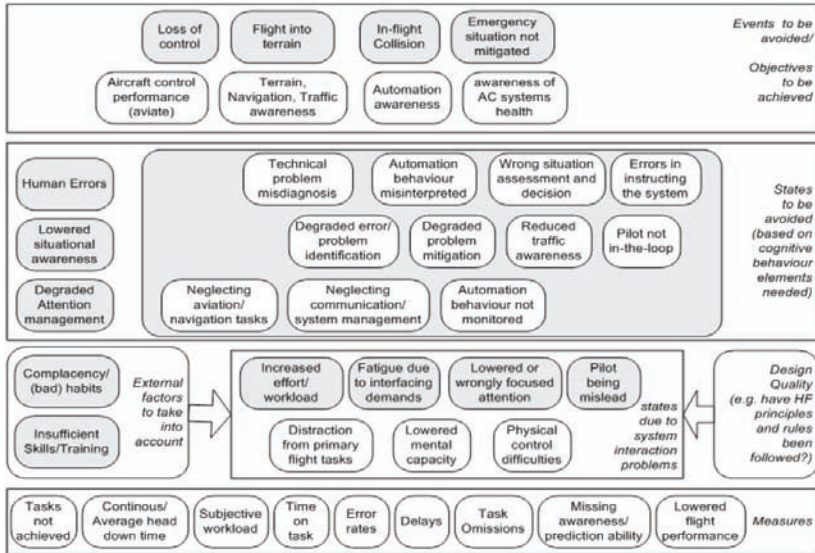 Loss of
control
Flight into
terrain
In-flight
Collision
Emergency
situation not
mitigated
Events to be
avoided/
Objectives
to be
achieved
Aircraft control
performance
(aviate)
Terrain,
Navigation, Traffic
awareness
Automation
awareness
awareness of
AC systems
health
Human Errors
Technical
problem
misdiagnosis
Automation
behaviour
misinterpreted
Wrong situation
assessment and
decision
Errors in
instructing
the system
States
to be
avoided
(based on
cognitive
behaviour
elements
needed)
Lowered
situational
awareness
Degraded error/
problem
identification
Degraded
problem
mitigation
Reduced
traffic
awareness
Pilot not
in-the-loop
Degraded
Attention
management
Neglecting
aviation/
navigation tasks
Neglecting
communication/
system management
Automation
behaviour not
monitored
Complacency/
(bad) habits
Insufficient
Skills/Training
External
factors
to take
into
account
Increased
effort/
workload
Fatigue due
to interfacing
demands
Lowered or
wrongly focused
attention
Pilot
being
mislead
Distraction
from primary
flight tasks
Lowered
mental
capacity
Physical
control
difficulties
states
due to
system
interaction
problems
Design
Quality
(e.g. have HF
principles
and rules
been
followed?)
Tasks
not
achieved
Continous/
Average head
down time
Subjective
workload
Time
on
task
Error
rates
Delays
Task
Omissions
Missing
awareness/
prediction ability
Lowered
flight
performance
Measures